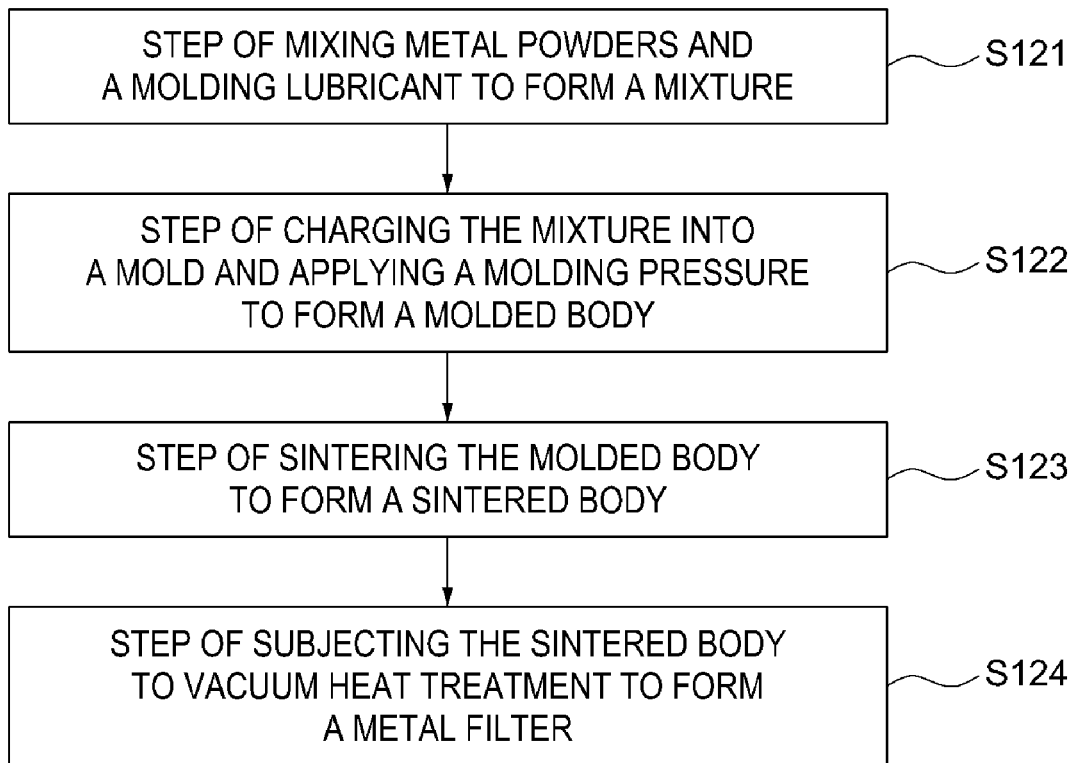 STEP OF MIXING METAL POWDERS AND
A MOLDING LUBRICANT TO FORM A MIXTURE
S121
STEP OF CHARGING THE MIXTURE INTO
A MOLD AND APPLYING A MOLDING PRESSURE
TO FORM A MOLDED BODY
S122
STEP OF SINTERING THE MOLDED BODY
TO FORM A SINTERED BODY
S123
STEP OF SUBJECTING THE SINTERED BODY
TO VACUUM HEAT TREATMENT TO FORM
A METAL FILTER
S124